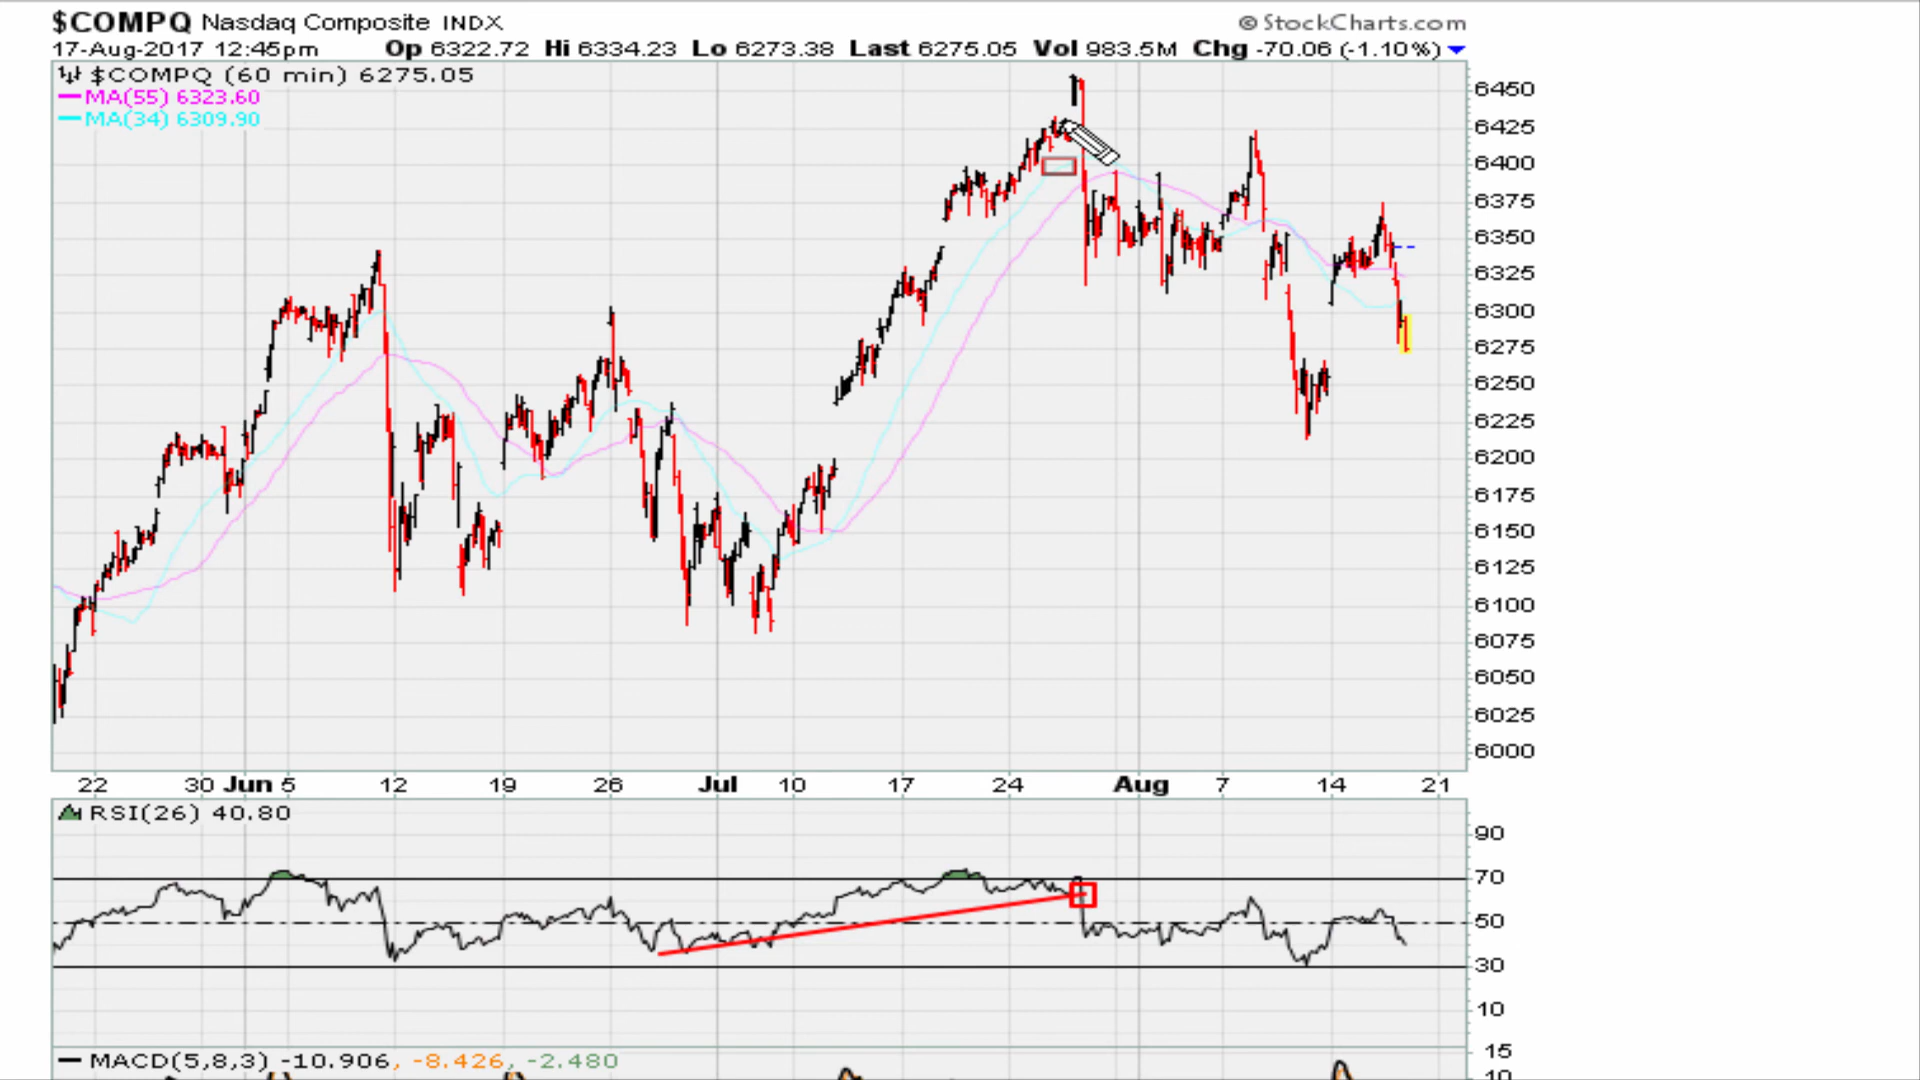 $COMPQ Nasdaq Composite INDX
© StockCharts.com
17-Aug-2017 12:45pm Op 6322.72 Hi 6334.23 Lo 6273.38 Last 6275.05 Vol 983.5M Chg -70.06 (-1.10%)
$COMPQ (60 min) 6275.05
MA(55) 6323.60
MA(34) 6309.90
6450
6425
6400
6375
6350
6325
6300
6275
6250
6225
6200
6175
6150
6125
6100
6075
6050
6025
6000
22 30 Jun 5 12 19 26 Jul 10 17 24 Aug 7 14 21
RSI(26) 40.80
90
70
50
30
10
MACD(5,8,3) -10.906, -8.426, -2.480
15
10